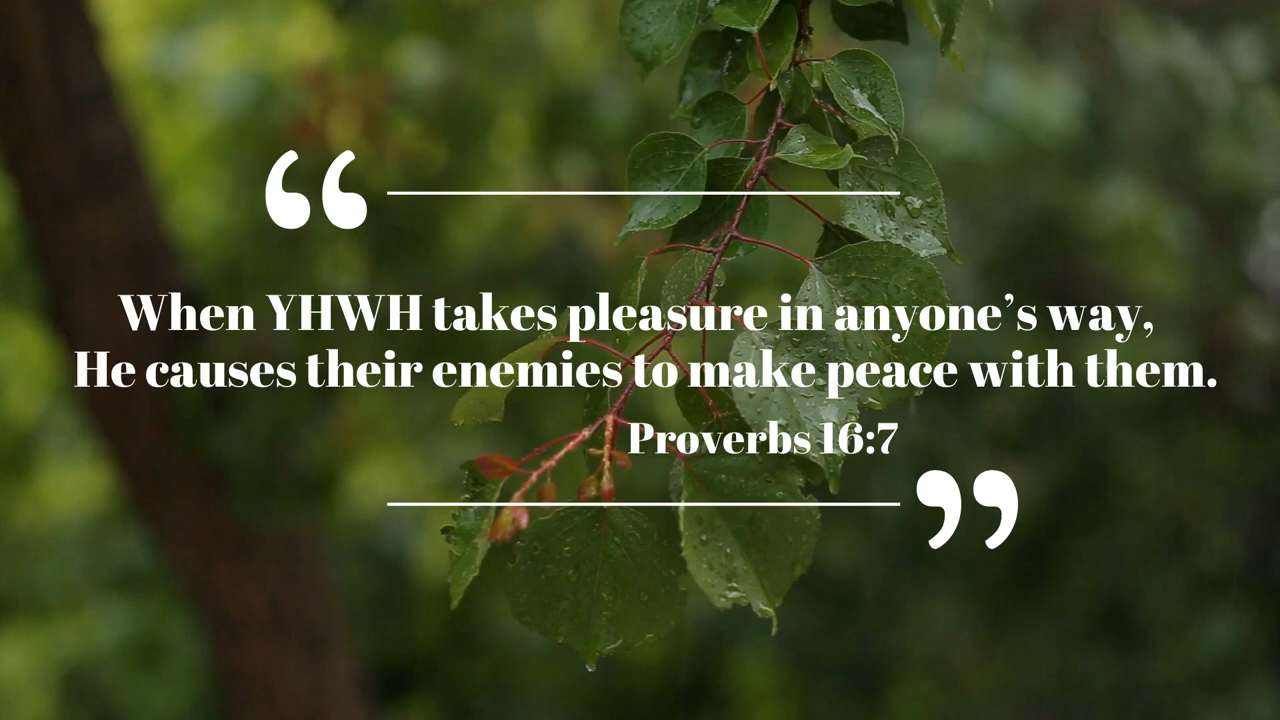 “
When YHWH takes pleasure in anyone’s way,
He causes their enemies to make peace with them.
Proverbs 16:7
”